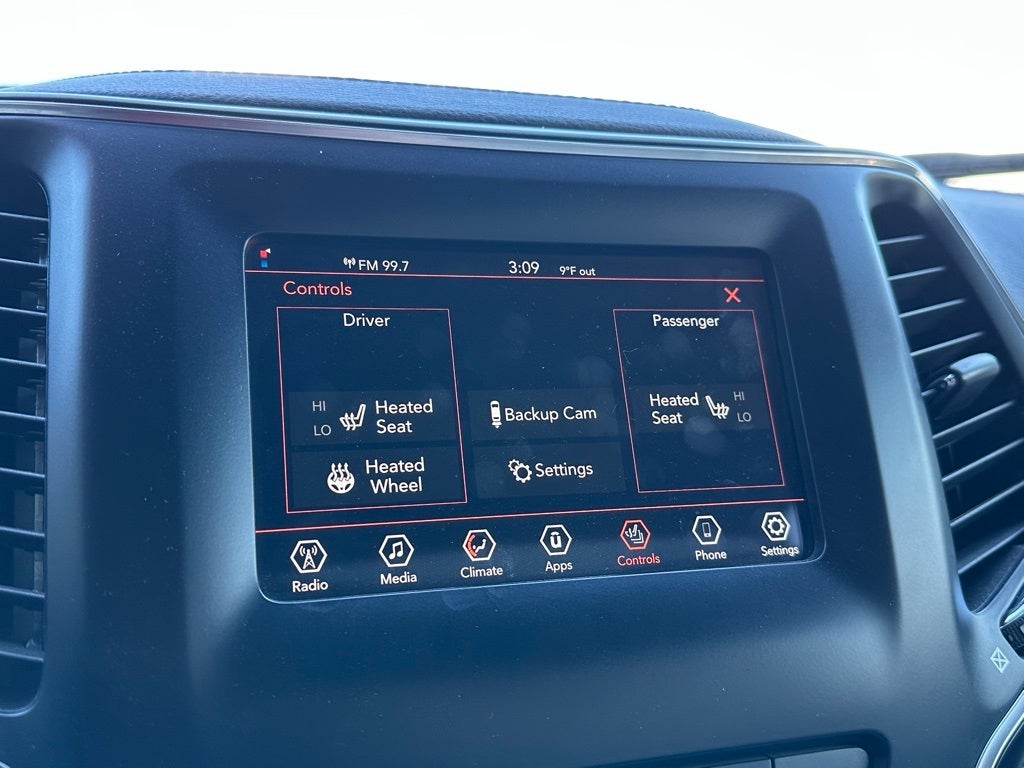 FM 99.7
3:09
9°F out
Controls
Driver
Passenger
HI
LO
Heated
Seat
Backup Cam
Heated
Seat
HI
LO
Heated
Wheel
Settings
Radio
Media
Climate
Apps
Controls
Phone
Settings